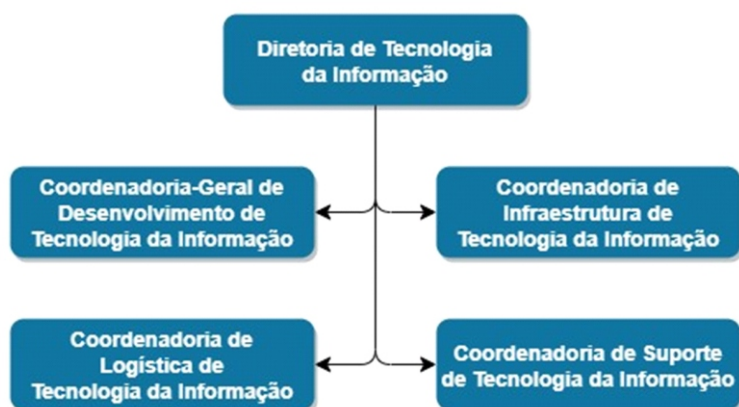 Diretoria de Tecnologia
da Informação
Coordenadoria-Geral de
Desenvolvimento de
Tecnologia da Informação
Coordenadoria de
Infraestrutura de
Tecnologia da Informação
Coordenadoria de
Logística de
Tecnologia da Informação
Coordenadoria de Suporte
de Tecnologia da Informação